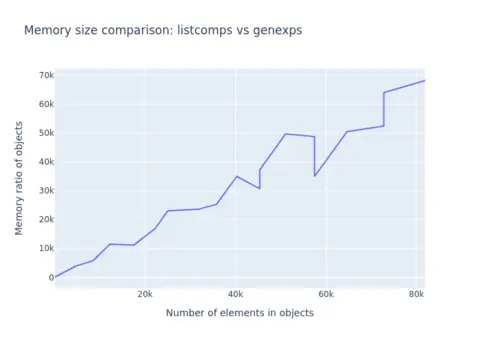 Memory size comparison: listcomps vs genexps
70k
60k
50k
40k
30k
20k
10k
0
Memory ratio of objects
20k
40k
60k
80k
Number of elements in objects